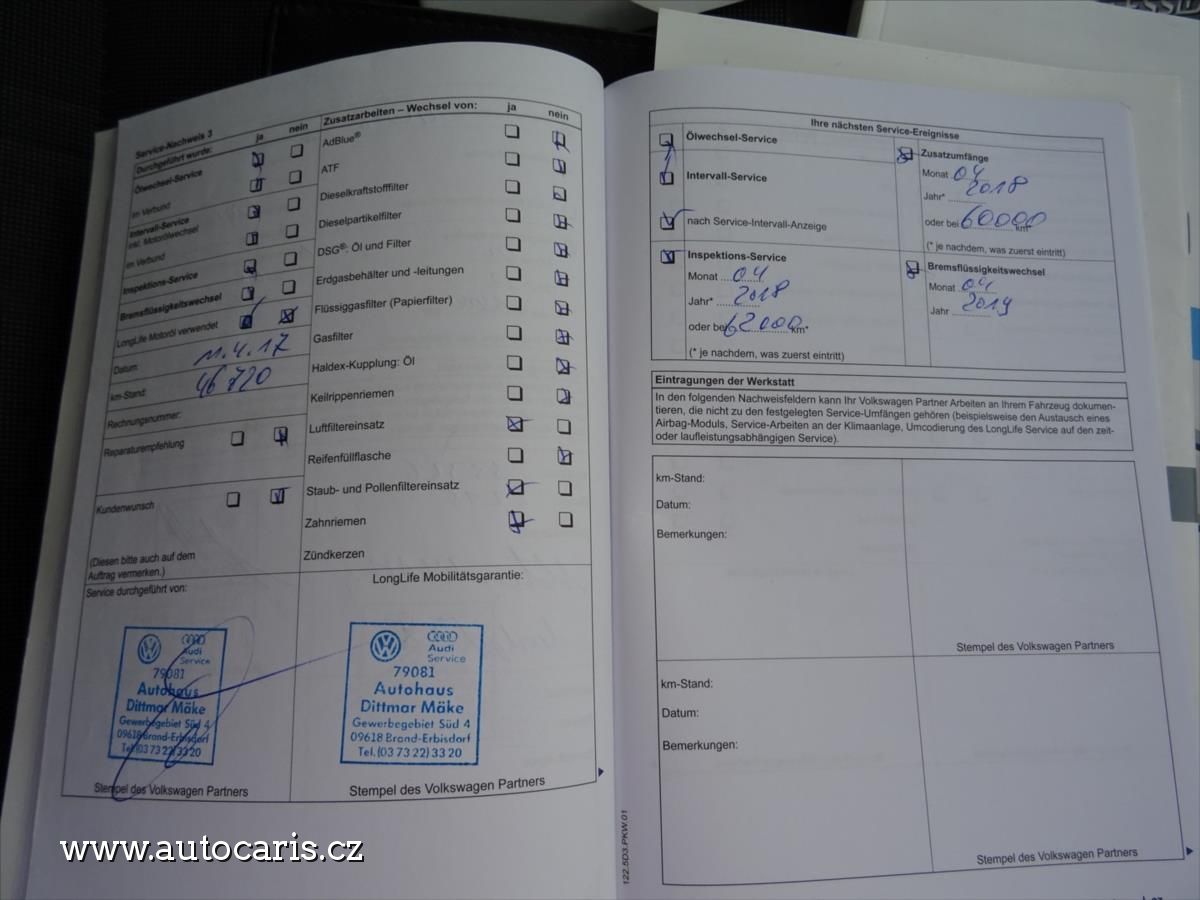 Service-Nachweis 3
ja
nein
Durchgeführt wurde:
Ölwechsel-Service
im Verbund
Intervall-Service
inkl. Motorölwechsel
im Verbund
Inspektions-Service
Bremsflüssigkeitswechsel
LongLife Motoröl verwendet
Datum: 11.4.17
km-Stand: 46720
Rechnungsnummer:
Reparaturempfehlung
Kundenwunsch
(Diesen bitte auch auf dem
Auftrag vermerken.)
Service durchgeführt von:
Audi
Service
79081
Autohaus
Dittmar Mäke
Gewerbegebiet Süd 4
09618 Brand-Erbisdorf
Tel.(03 73 22) 33 20
Stempel des Volkswagen Partners
Zusatzarbeiten – Wechsel von:
ja
nein
AdBlue®
ATF
Dieselkraftstofffilter
Dieselpartikelfilter
DSG®: Öl und Filter
Erdgasbehälter und -leitungen
Flüssiggasfilter (Papierfilter)
Gasfilter
Haldex-Kupplung: Öl
Keilrippenriemen
Luftfiltereinsatz
Reifenfüllflasche
Staub- und Pollenfiltereinsatz
Zahnriemen
Zündkerzen
LongLife Mobilitätsgarantie:
Audi
Service
79081
Autohaus
Dittmar Mäke
Gewerbegebiet Süd 4
09618 Brand-Erbisdorf
Tel.(03 73 22) 33 20
Stempel des Volkswagen Partners
Ihre nächsten Service-Ereignisse
Ölwechsel-Service
Intervall-Service
nach Service-Intervall-Anzeige
Inspektions-Service
Monat 04
Jahr* 2018
oder bei 62000 km*
(* je nachdem, was zuerst eintritt)
Zusatzumfänge
Monat 04
Jahr* 2018
oder bei 60000 km*
(* je nachdem, was zuerst eintritt)
Bremsflüssigkeitswechsel
Monat 04
Jahr 2019
Eintragungen der Werkstatt
In den folgenden Nachweisfeldern kann Ihr Volkswagen Partner Arbeiten an Ihrem Fahrzeug dokumen-
tieren, die nicht zu den festgelegten Service-Umfängen gehören (beispielsweise den Austausch eines
Airbag-Moduls, Service-Arbeiten an der Klimaanlage, Umcodierung des LongLife Service auf den zeit-
oder laufleistungsabhängigen Service).
km-Stand:
Datum:
Bemerkungen:
Stempel des Volkswagen Partners
km-Stand:
Datum:
Bemerkungen:
Stempel des Volkswagen Partners
122.5D3.PKW.01
www.autocaris.cz